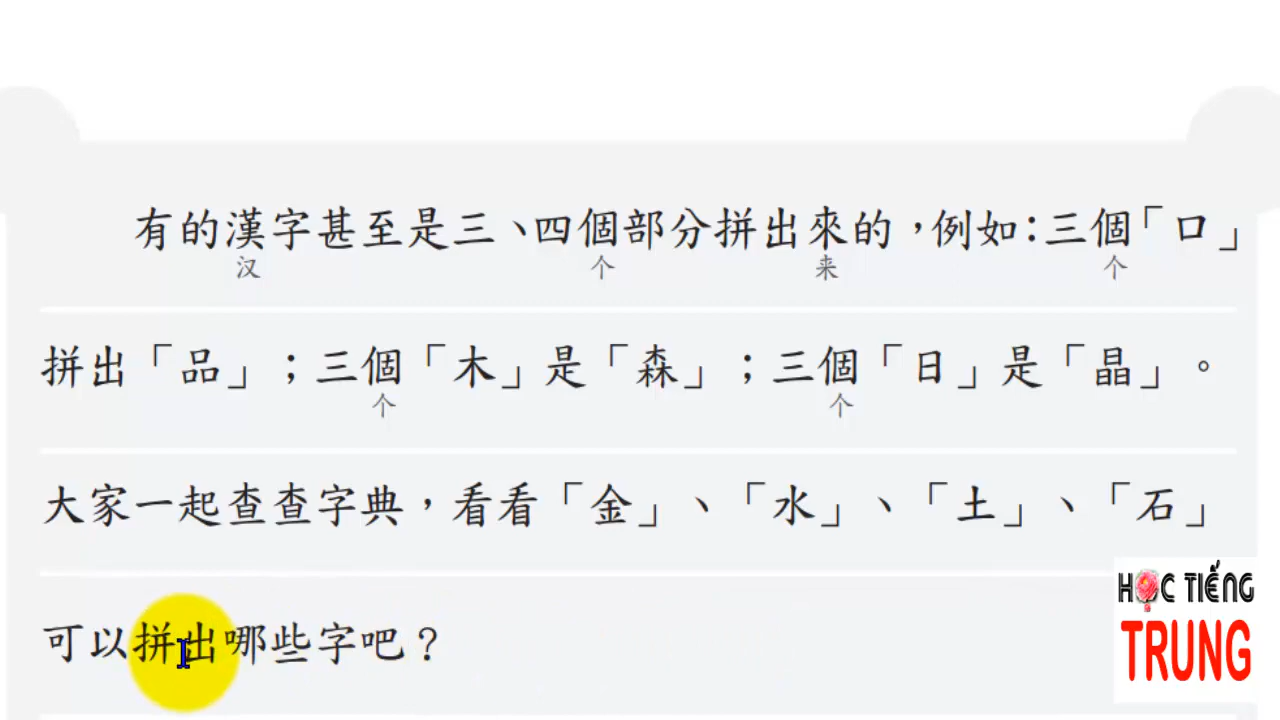 有的漢字甚至是三、四個部分拼出來的，例如：三個「口」
汉 个 来 个
拼出「品」；三個「木」是「森」；三個「日」是「晶」。
个 个
大家一起查查字典，看看「金」、「水」、「土」、「石」
可以拼出哪些字吧？
HỌC TIẾNG
TRUNG